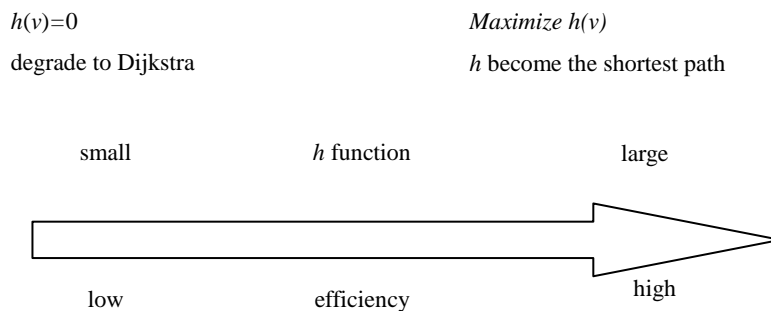 h(v)=0
Maximize h(v)
degrade to Dijkstra
h become the shortest path
small
h function
large
low
efficiency
high